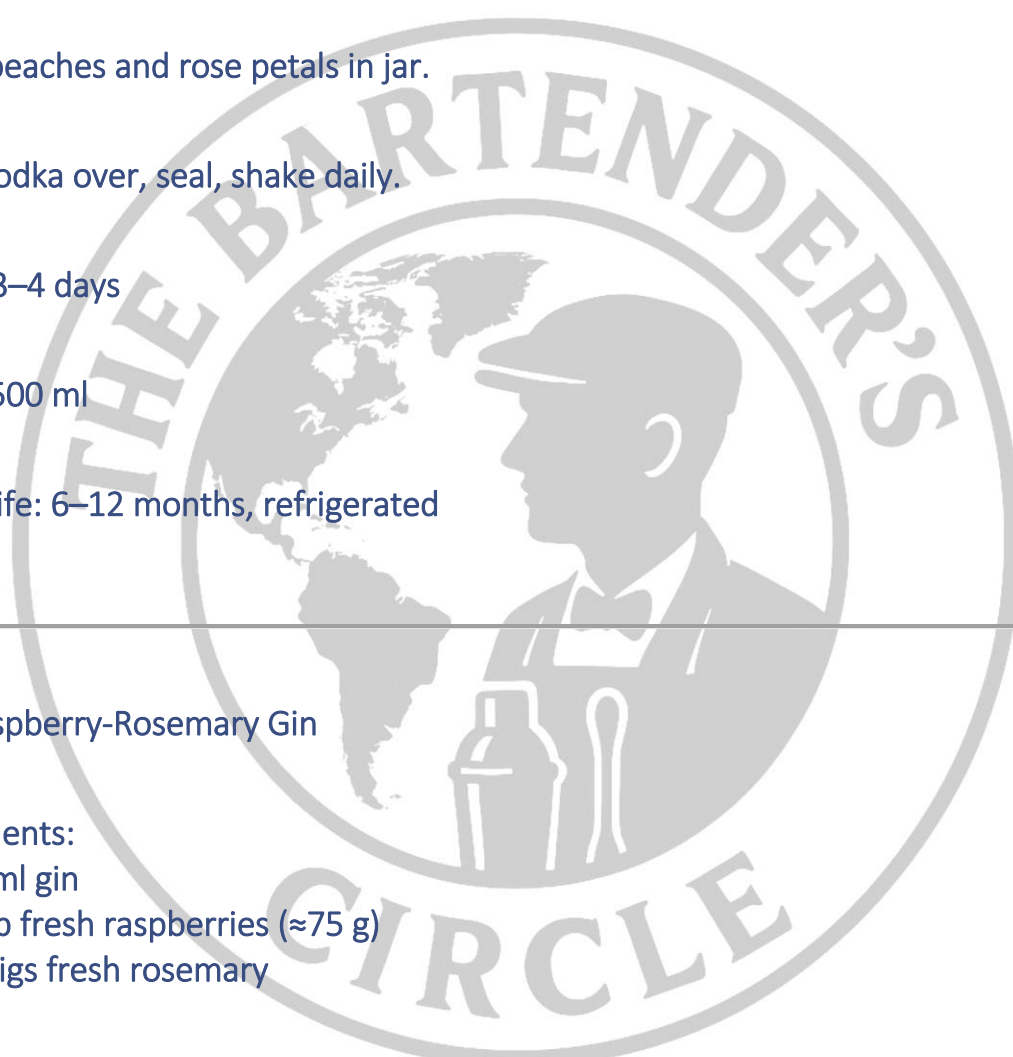 peaches and rose petals in jar.
odka over, seal, shake daily.
3–4 days
500 ml
ife: 6–12 months, refrigerated
spberry-Rosemary Gin
ents:
ml gin
p fresh raspberries (≈75 g)
igs fresh rosemary
THE BARTENDER'S
CIRCLE